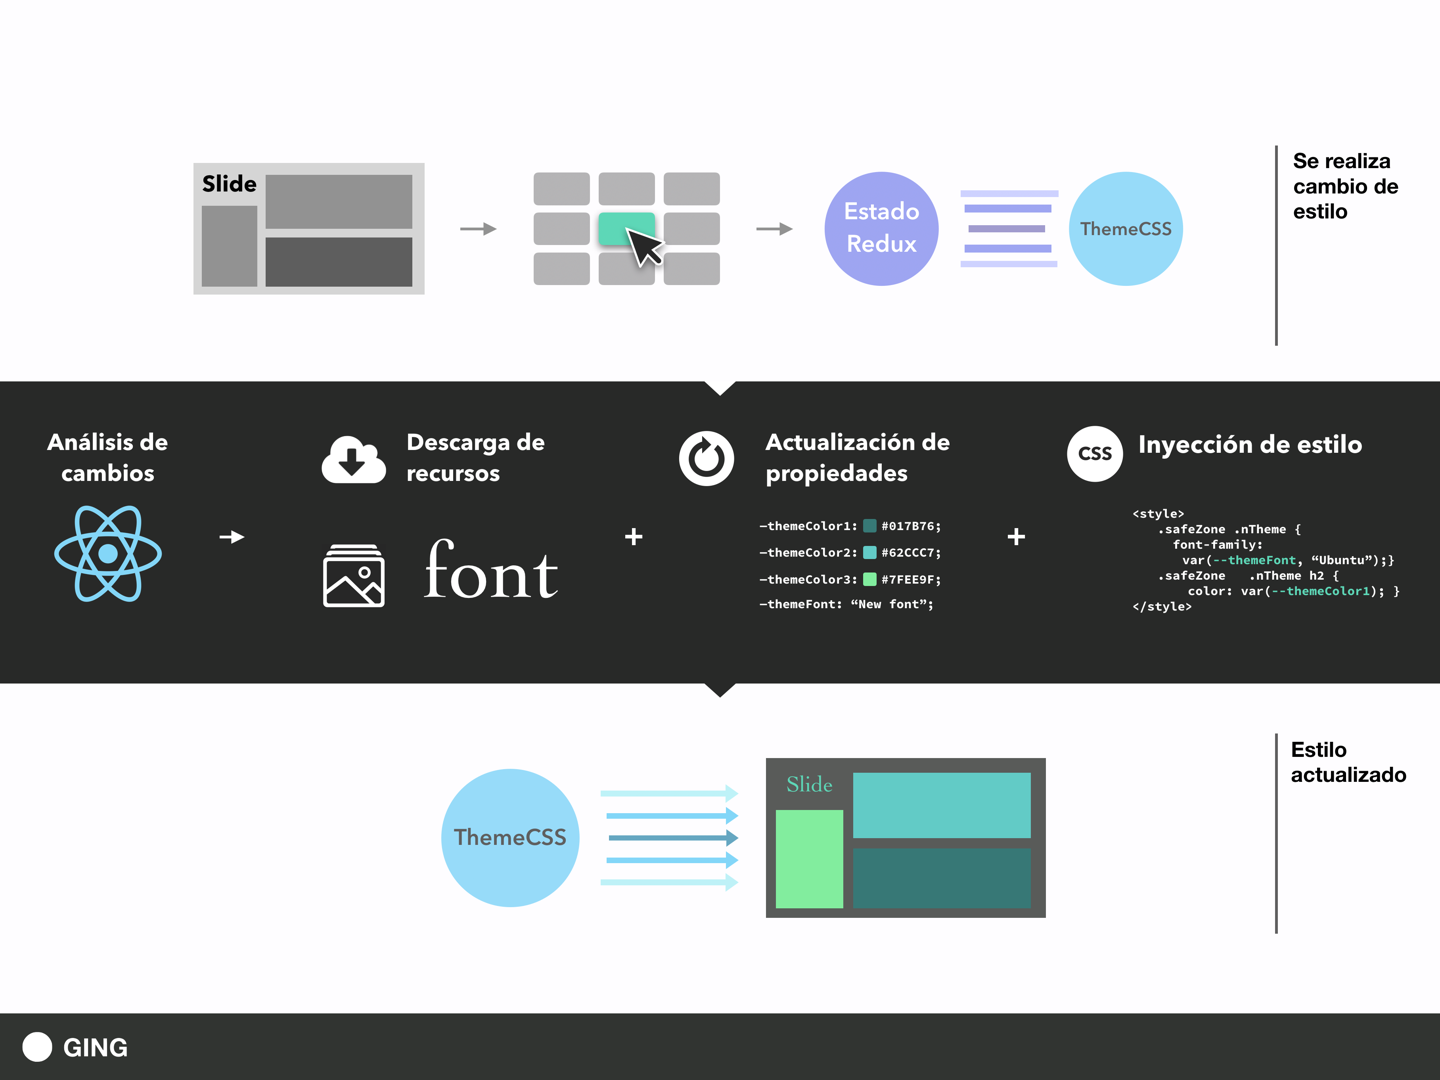 Slide
Estado
Redux
ThemeCSS
Se realiza
cambio de
estilo
Análisis de
cambios
Descarga de
recursos
font
Actualización de
propiedades
—themeColor1: #017B76;
—themeColor2: #62CCC7;
—themeColor3: #7FEE9F;
—themeFont: “New font”;
CSS
Inyección de estilo
<style>
.safeZone .nTheme {
font-family:
var(--themeFont, “Ubuntu”);}
.safeZone .nTheme h2 {
color: var(--themeColor1); }
</style>
ThemeCSS
Slide
Estilo
actualizado
GING